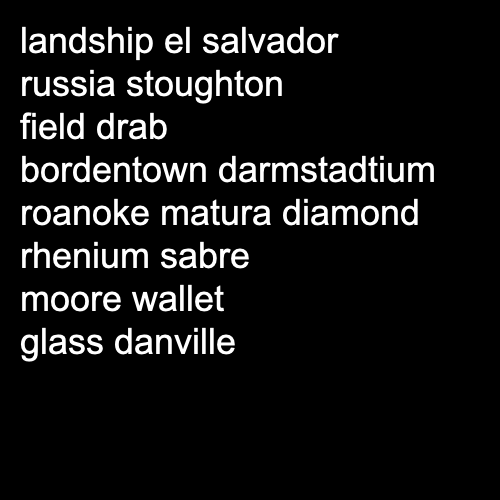 landship el salvador
russia stoughton
field drab
bordentown darmstadtium
roanoke matura diamond
rhenium sabre
moore wallet
glass danville